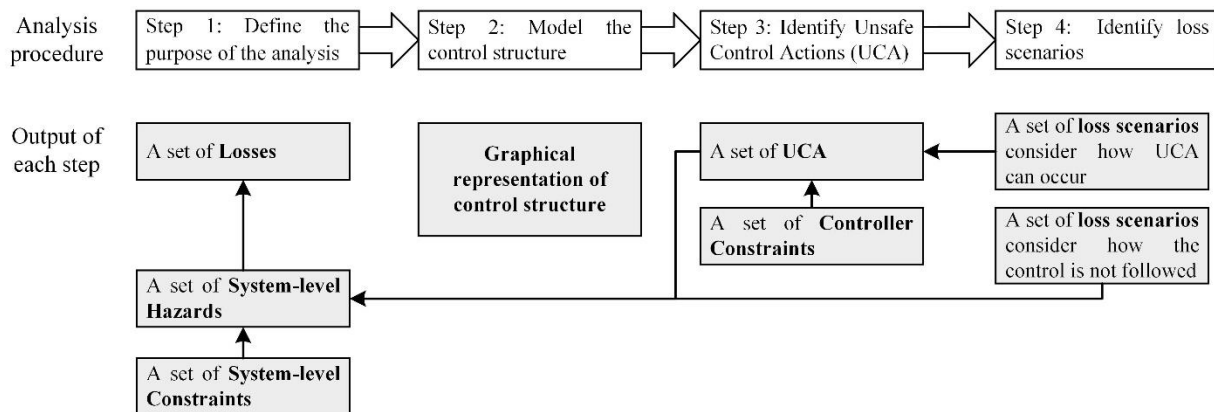 Analysis
procedure
Step 1: Define the
purpose of the analysis
Step 2: Model the
control structure
Step 3: Identify Unsafe
Control Actions (UCA)
Step 4: Identify loss
scenarios
Output of
each step
A set of Losses
Graphical
representation of
control structure
A set of UCA
A set of loss scenarios
consider how UCA
can occur
A set of Controller
Constraints
A set of loss scenarios
consider how the
control is not followed
A set of System-level
Hazards
A set of System-level
Constraints